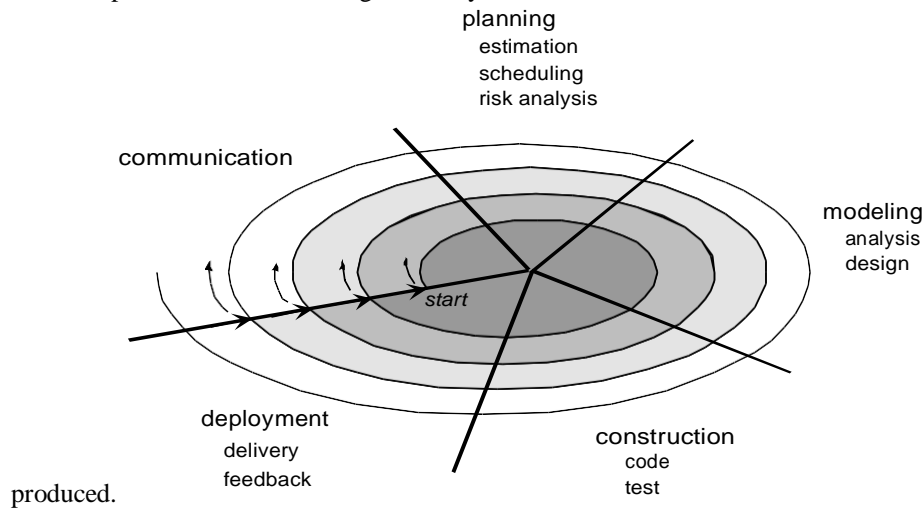 planning
estimation
scheduling
risk analysis
communication
modeling
analysis
design
start
deployment
delivery
feedback
construction
code
test
produced.